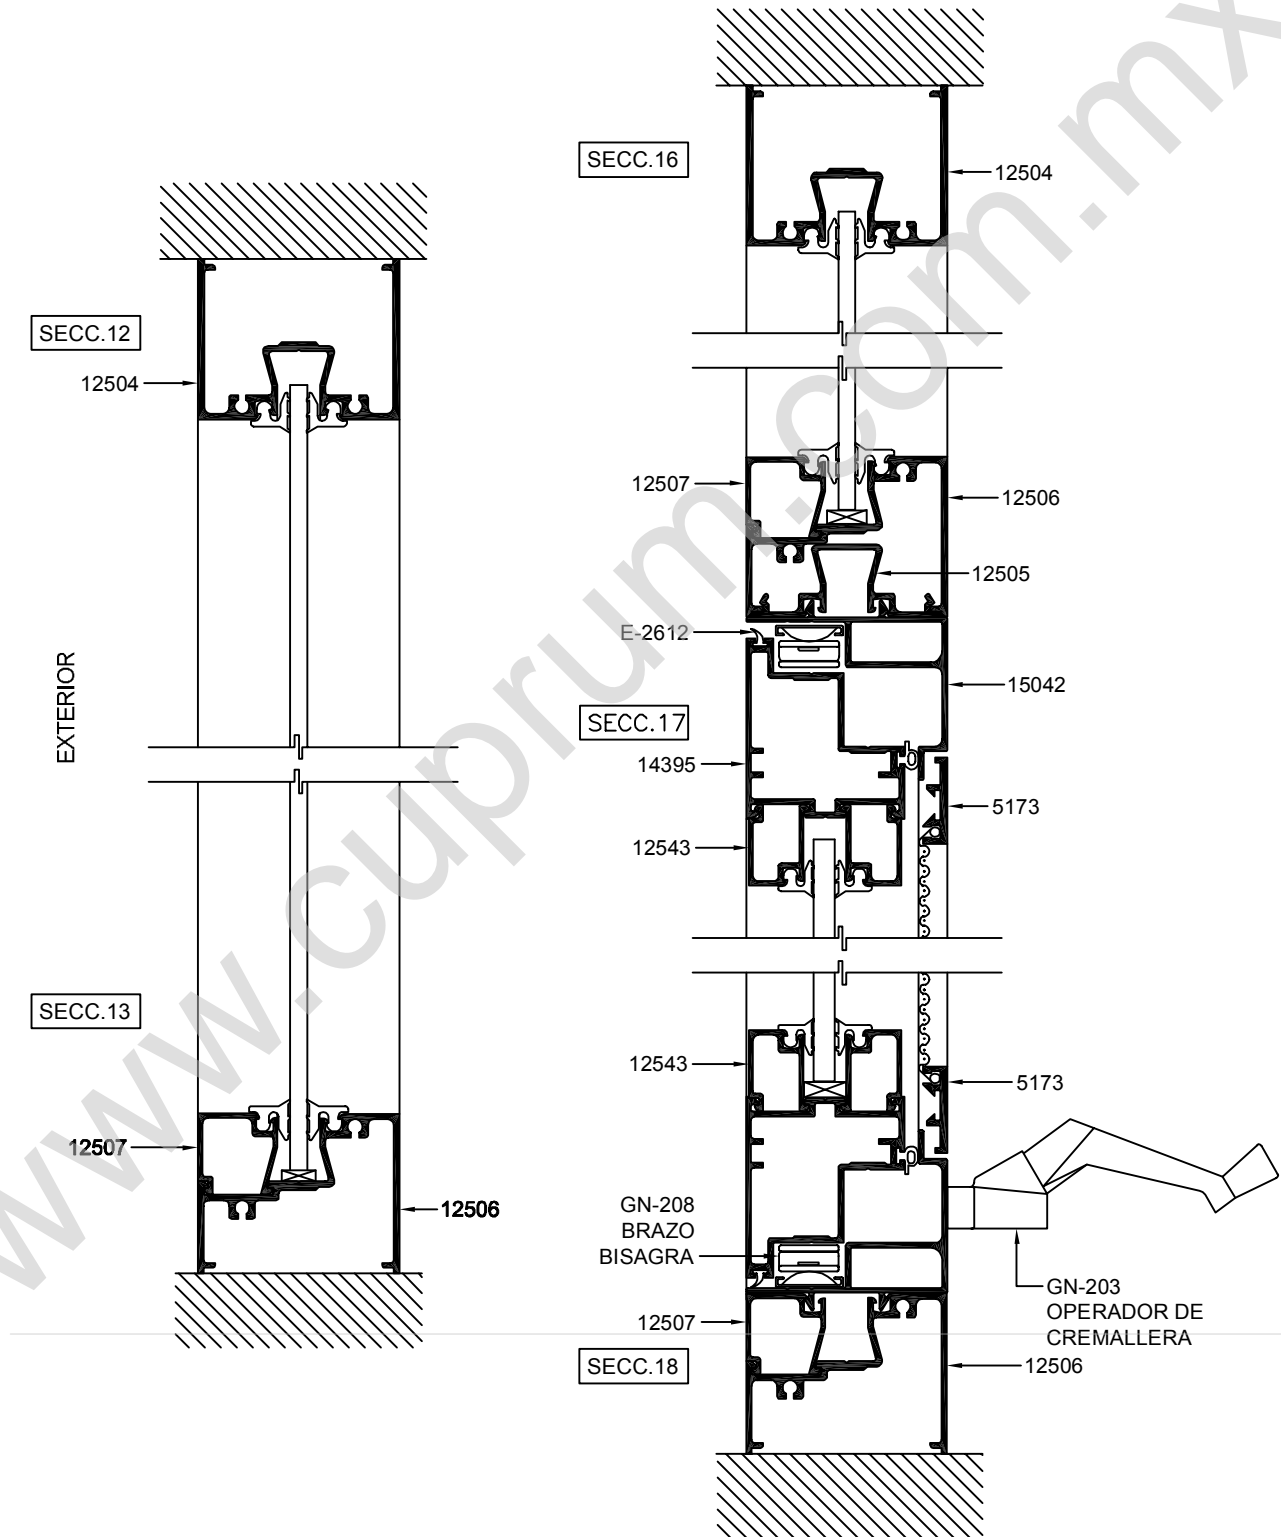 SECC.12
12504
EXTERIOR
SECC.13
12507
12506
SECC.16
12504
12507
12506
12505
E-2612
15042
SECC.17
14395
5173
12543
12543
5173
GN-208
BRAZO
BISAGRA
GN-203
OPERADOR DE
CREMALLERA
12507
12506
SECC.18
www.cuprum.com.mx